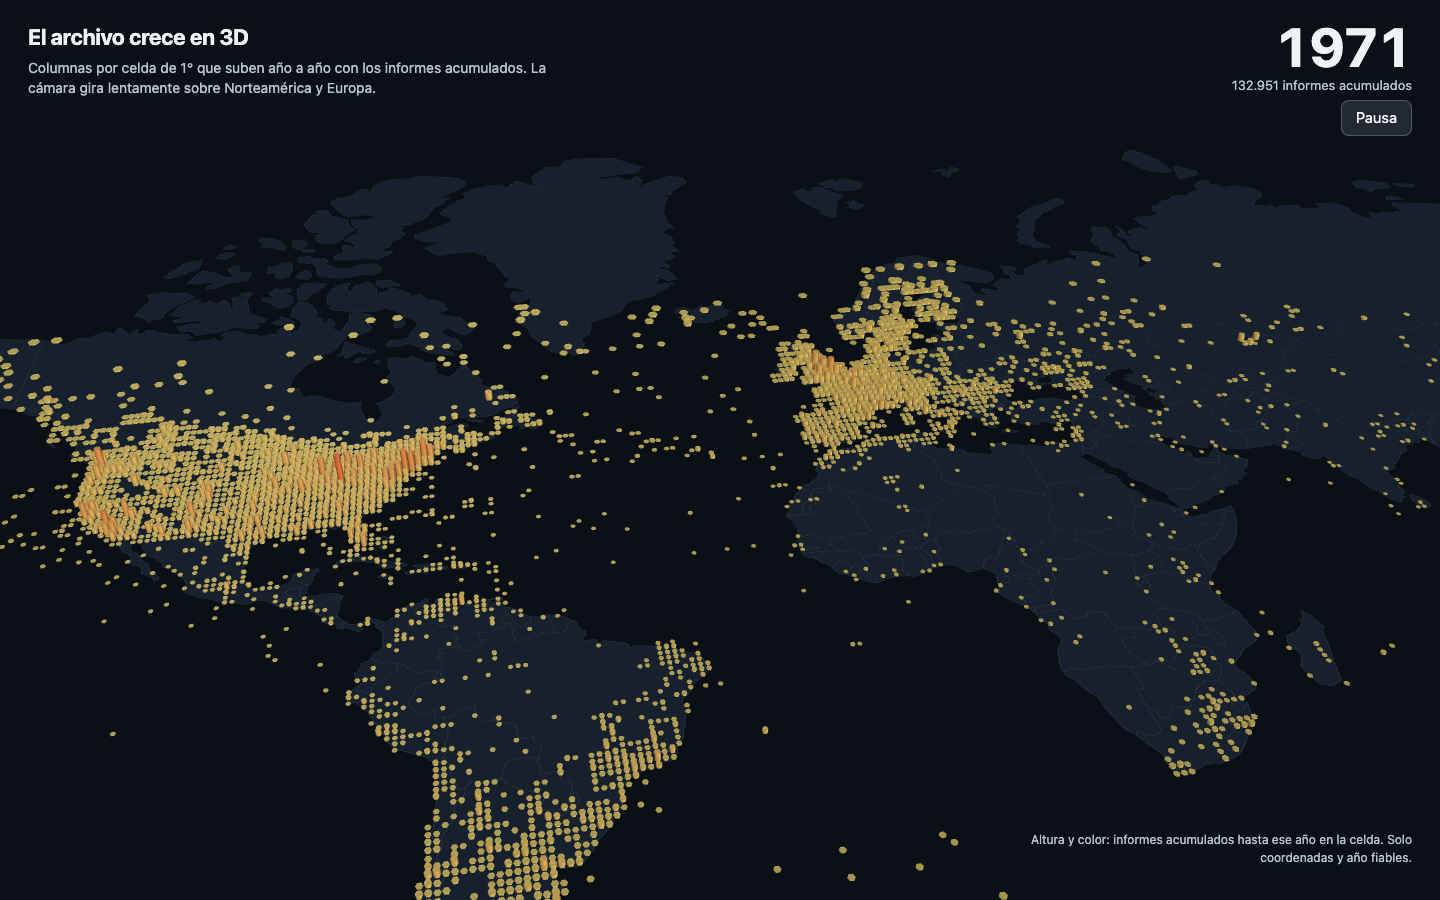 El archivo crece en 3D
Columnas por celda de 1° que suben año a año con los informes acumulados. La
cámara gira lentamente sobre Norteamérica y Europa.
1971
132.951 informes acumulados
Pausa
Altura y color: informes acumulados hasta ese año en la celda. Solo
coordenadas y año fiables.